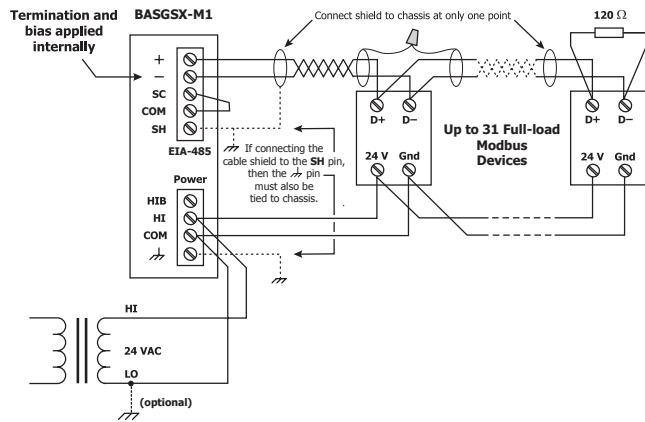 Termination and
bias applied
internally
BASGSX-M1
Connect shield to chassis at only one point
120 Ω
+
−
SC
COM
SH
EIA-485
If connecting the
cable shield to the SH pin,
then the pin
must also be
tied to chassis.
D+ D−
24 V Gnd
Up to 31 Full-load
Modbus
Devices
D+ D−
24 V Gnd
Power
HIB
HI
COM
HI
24 VAC
LO
(optional)